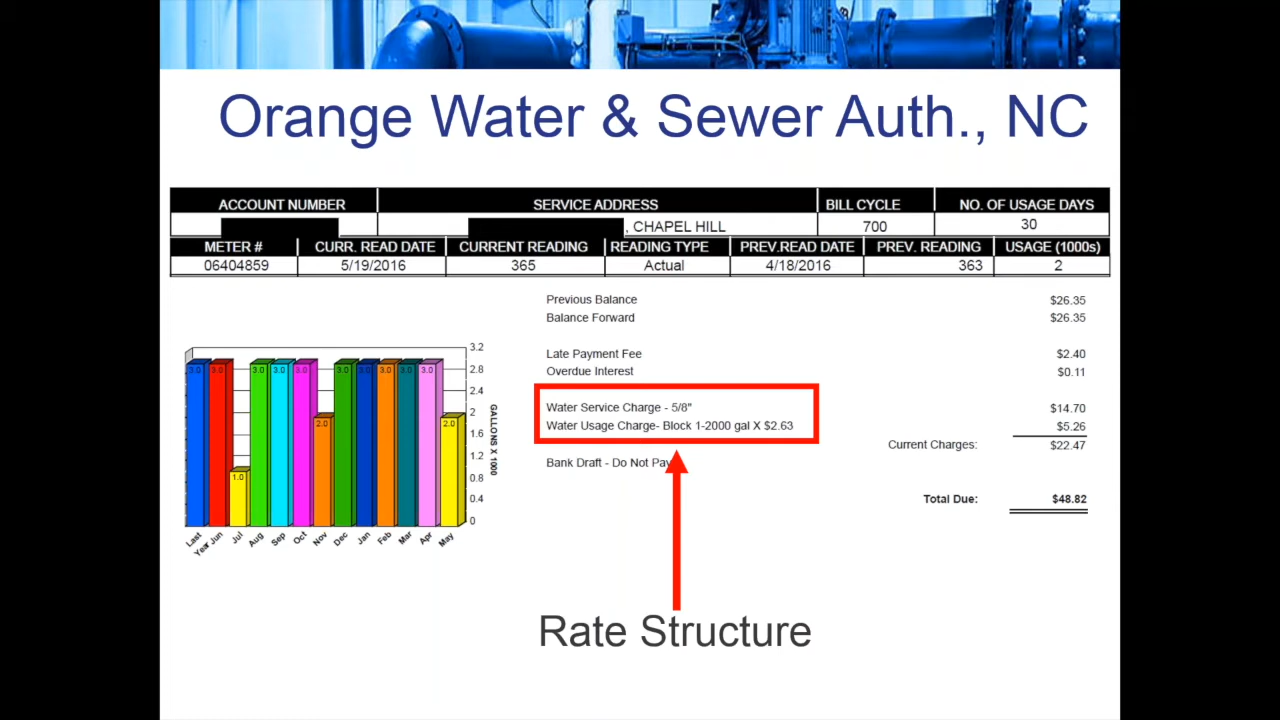 Orange Water & Sewer Auth., NC
ACCOUNT NUMBER SERVICE ADDRESS BILL CYCLE NO. OF USAGE DAYS
, CHAPEL HILL 700 30
METER # CURR. READ DATE CURRENT READING READING TYPE PREV.READ DATE PREV. READING USAGE (1000s)
06404859 5/19/2016 365 Actual 4/18/2016 363 2
Previous Balance $26.35
Balance Forward $26.35
Late Payment Fee $2.40
Overdue Interest $0.11
Water Service Charge - 5/8" $14.70
Water Usage Charge- Block 1-2000 gal X $2.63 $5.26
Current Charges: $22.47
Bank Draft - Do Not Pay
Total Due: $48.82
3.2
2.8
2.4
2
1.6
1.2
0.8
0.4
0
GALLONS X 1000
3.0 3.0 1.0 3.0 3.0 3.0 2.0 3.0 3.0 3.0 3.0 3.0 2.0
Last Year Jun Jul Aug Sep Oct Nov Dec Jan Feb Mar Apr May
Rate Structure